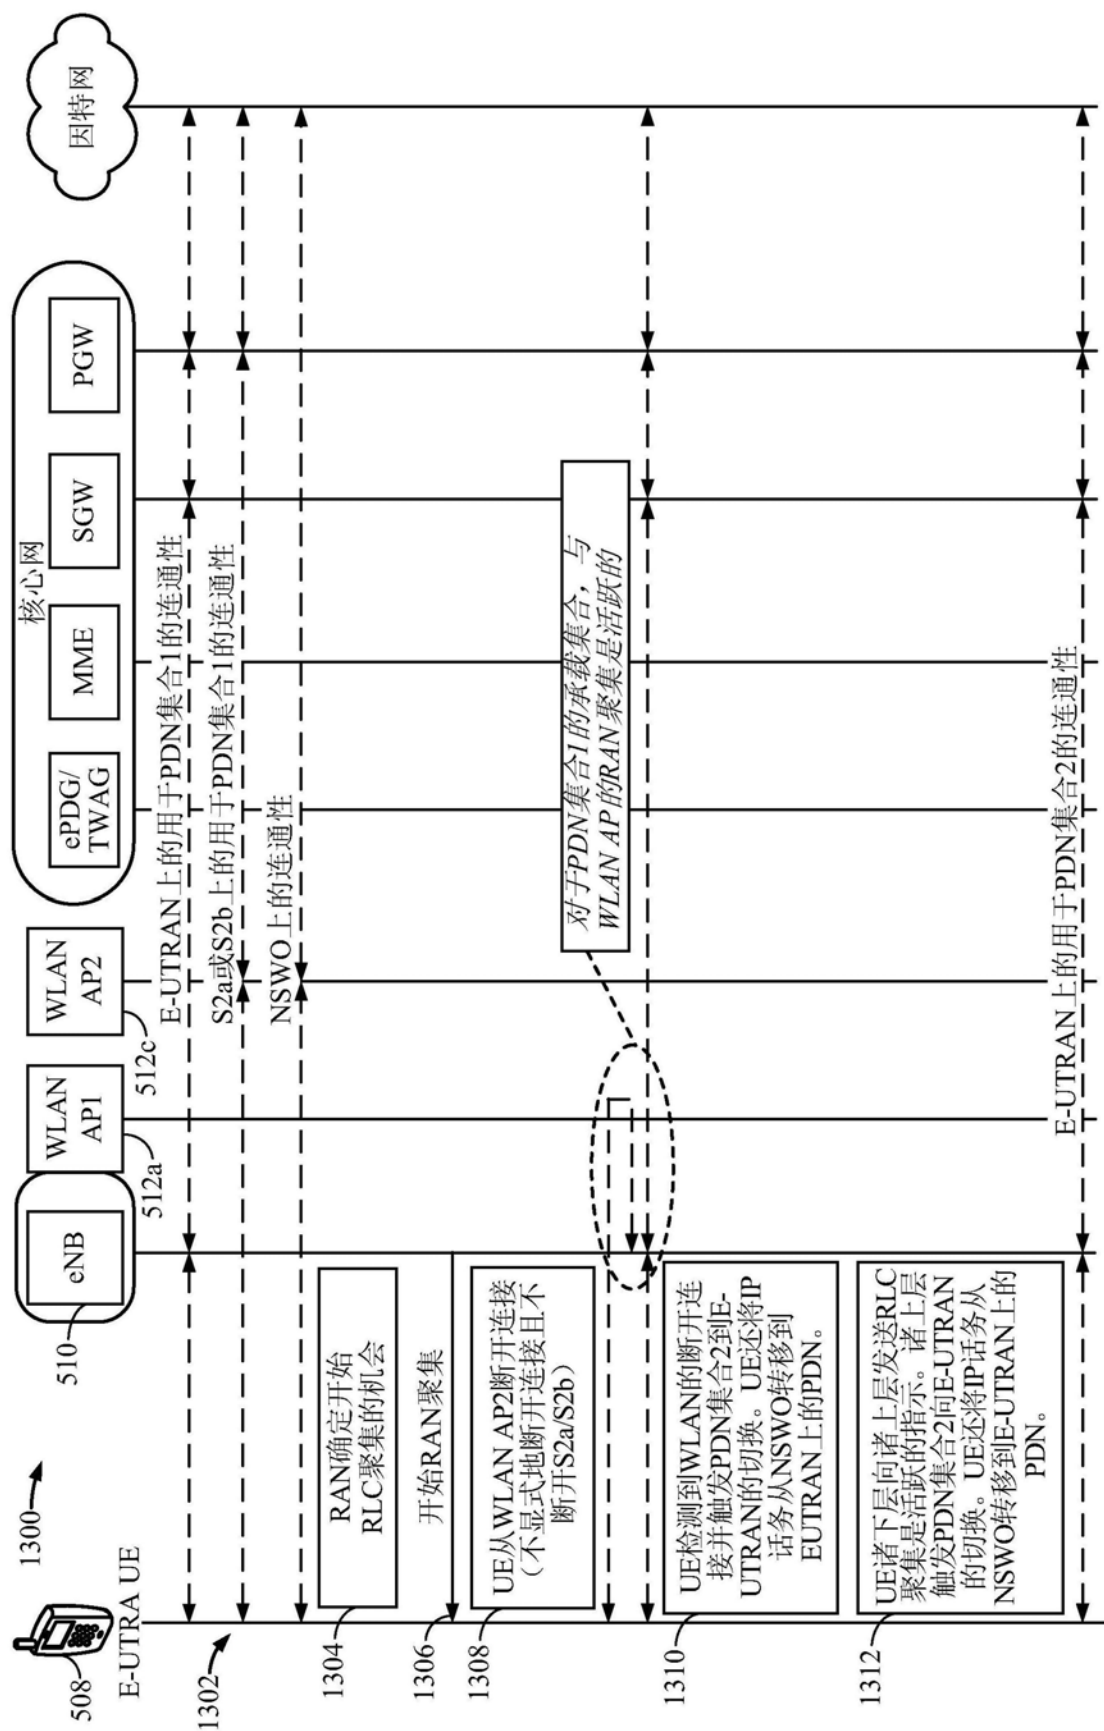 1300
E-UTRA UE
508
eNB
510
WLAN
AP1
512a
WLAN
AP2
512c
核心网
ePDG/
TWAG
MME
SGW
PGW
因特网
1302
E-UTRAN上的用于PDN集合1的连通性
S2a或S2b上的用于PDN集合1的连通性
NSWO上的连通性
1304
RAN确定开始
RLC聚集的机会
1306
开始RAN聚集
1308
UE从WLAN AP2断开连接
（不显式地断开连接且不
断开S2a/S2b）
对于PDN集合1的承载集合，与
WLAN AP的RAN聚集是活跃的
1310
UE检测到WLAN的断开连
接并触发PDN集合2到E-
UTRAN的切换。UE还将IP
话务从NSWO转移到
EUTRAN上的PDN。
1312
UE诸下层向诸上层发送RLC
聚集是活跃的指示。诸上层
触发PDN集合2向E-UTRAN
的切换。UE还将IP话务从
NSWO转移到E-UTRAN上的
PDN。
E-UTRAN上的用于PDN集合2的连通性